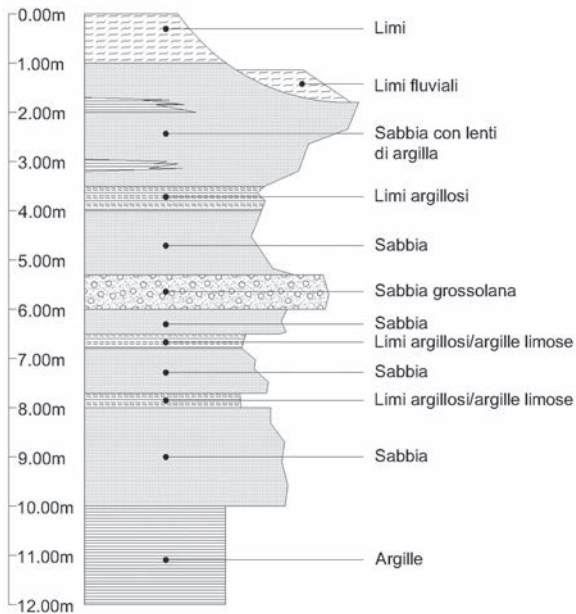 0.00m
Limi
1.00m
Limi fluviali
2.00m
Sabbia con lenti
di argilla
3.00m
Limi argillosi
4.00m
Sabbia
5.00m
Sabbia grossolana
6.00m
Sabbia
Limi argillosi/argille limose
7.00m
Sabbia
8.00m
Limi argillosi/argille limose
9.00m
Sabbia
10.00m
11.00m
Argille
12.00m